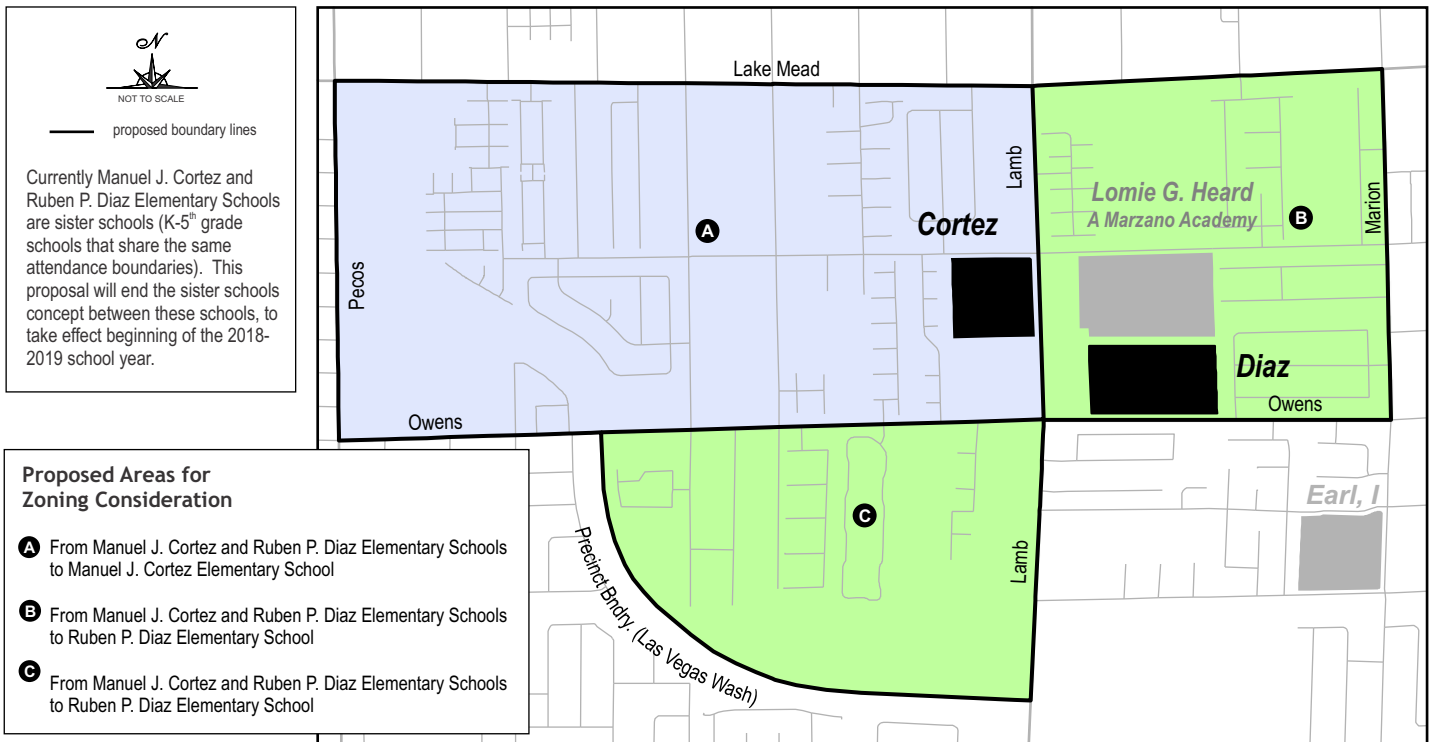 N
NOT TO SCALE
proposed boundary lines
Currently Manuel J. Cortez and
Ruben P. Diaz Elementary Schools
are sister schools (K-5th grade
schools that share the same
attendance boundaries). This
proposal will end the sister schools
concept between these schools, to
take effect beginning of the 2018-
2019 school year.
Proposed Areas for
Zoning Consideration
A From Manuel J. Cortez and Ruben P. Diaz Elementary Schools
to Manuel J. Cortez Elementary School
B From Manuel J. Cortez and Ruben P. Diaz Elementary Schools
to Ruben P. Diaz Elementary School
C From Manuel J. Cortez and Ruben P. Diaz Elementary Schools
to Ruben P. Diaz Elementary School
Lake Mead
Lamb
Lomie G. Heard
A Marzano Academy
B
Marion
A
Cortez
Pecos
Diaz
Owens
Owens
Earl, I
C
Lamb
Precinct Bndry. (Las Vegas Wash)